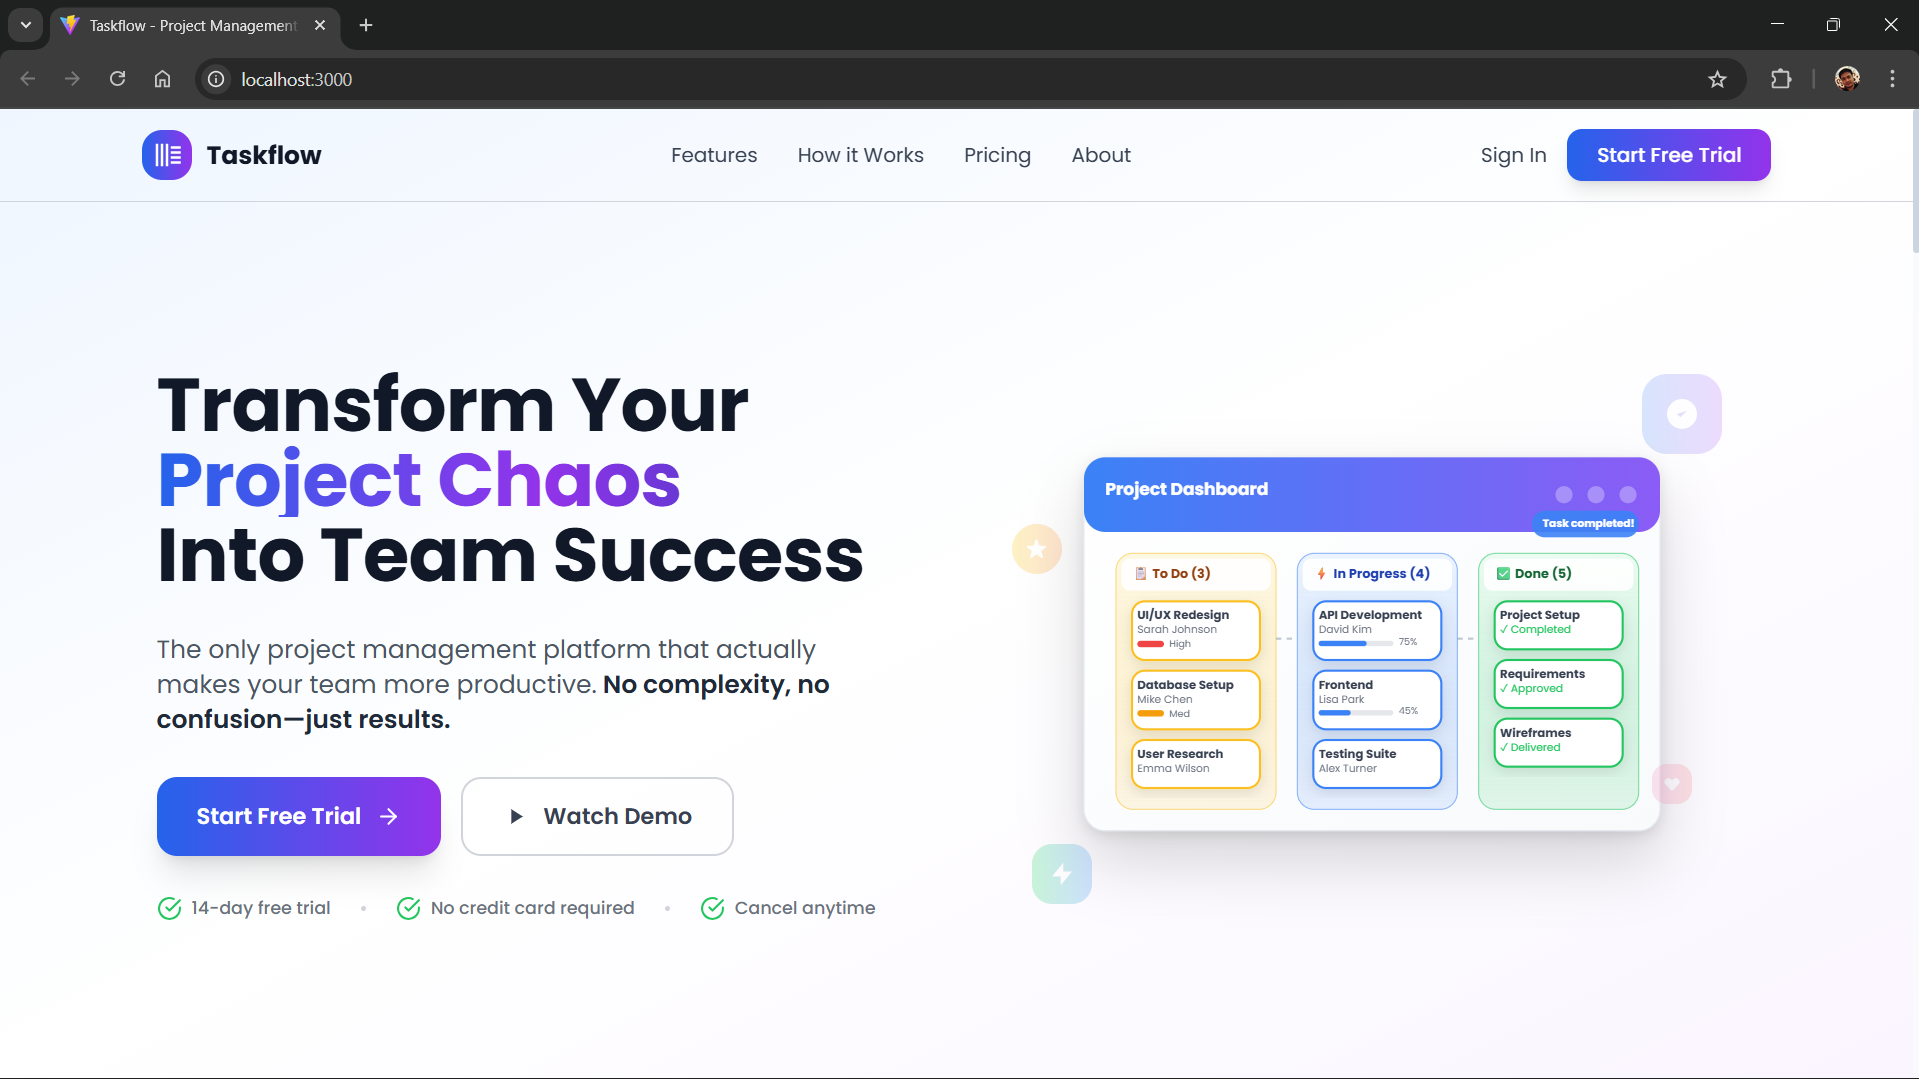 Taskflow - Project Management
localhost:3000
Taskflow
Features
How it Works
Pricing
About
Sign In
Start Free Trial
Transform Your
Project Chaos
Into Team Success
The only project management platform that actually
makes your team more productive. No complexity, no
confusion—just results.
Start Free Trial
Watch Demo
14-day free trial
No credit card required
Cancel anytime
Project Dashboard
Task completed!
To Do (3)
UI/UX Redesign
Sarah Johnson
High
Database Setup
Mike Chen
Med
User Research
Emma Wilson
In Progress (4)
API Development
David Kim
75%
Frontend
Lisa Park
45%
Testing Suite
Alex Turner
Done (5)
Project Setup
✓ Completed
Requirements
✓ Approved
Wireframes
✓ Delivered